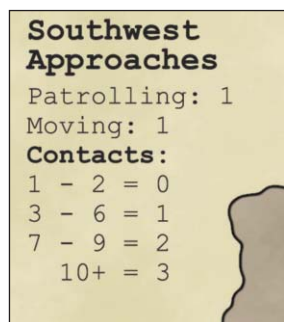 Southwest
Approaches
Patrolling: 1
Moving: 1
Contacts:
1 - 2 = 0
3 - 6 = 1
7 - 9 = 2
10+ = 3